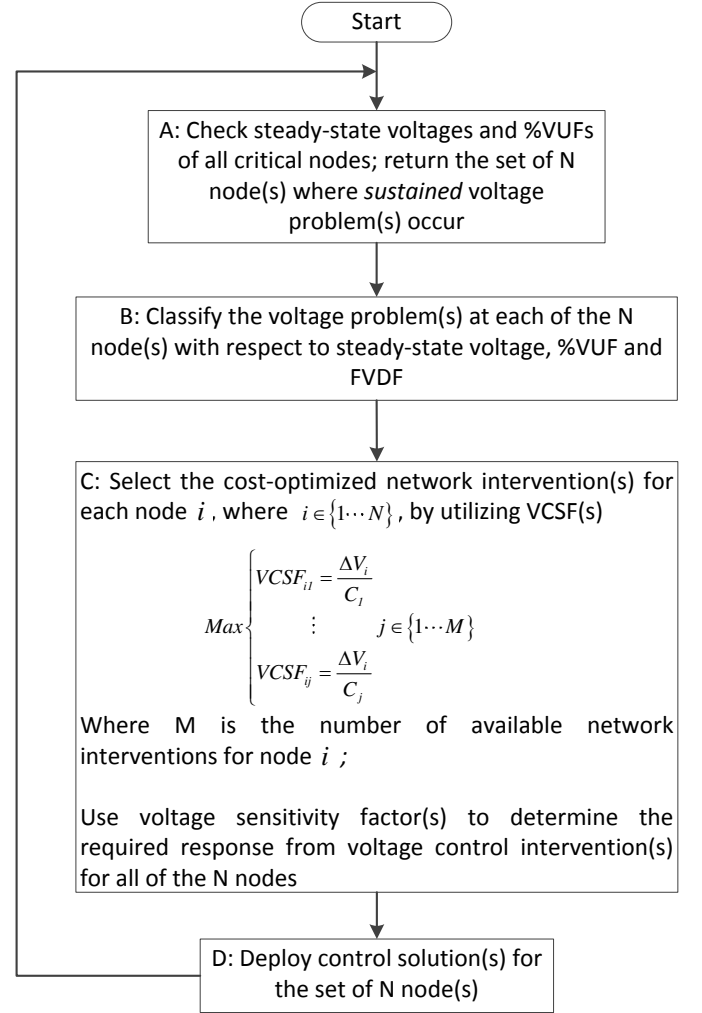 Start
A: Check steady-state voltages and %VUFs
of all critical nodes; return the set of N
node(s) where sustained voltage
problem(s) occur
B: Classify the voltage problem(s) at each of the N
node(s) with respect to steady-state voltage, %VUF and
FVDF
C: Select the cost-optimized network intervention(s) for
each node i , where i ∈ {1⋯N} , by utilizing VCSF(s)
Max { VCSF_{i1} = ΔV_i / C_1
⋮ j ∈ {1⋯M}
VCSF_{ij} = ΔV_i / C_j
Where M is the number of available network
interventions for node i ;
Use voltage sensitivity factor(s) to determine the
required response from voltage control intervention(s)
for all of the N nodes
D: Deploy control solution(s) for
the set of N node(s)